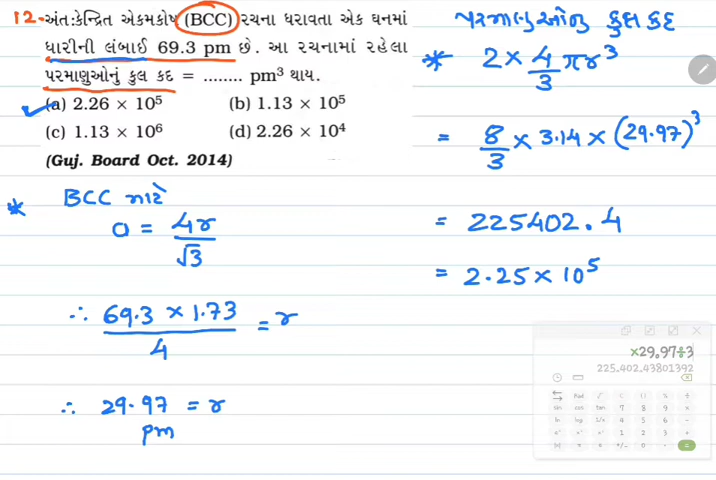 12-અંત:કેન્દ્રિત એકમકોષ (BCC) રચના ધરાવતા એક ઘનમાં
ધારીની લંબાઈ 69.3 pm છે. આ રચનામાં રહેલા
પરમાણુઓનું કુલ કદ = ........ pm³ થાય.
(a) 2.26 × 10⁵ (b) 1.13 × 10⁵
(c) 1.13 × 10⁶ (d) 2.26 × 10⁴
(Guj. Board Oct. 2014)
* BCC માટે
a = 4r
√3
∴ 69.3 × 1.73 = r
4
∴ 29.97 = r
pm
પરમાણુઓનું કુલ કદ
* 2 × 4 πr³
3
= 8 × 3.14 × (29.97)³
3
= 225402.4
= 2.25 × 10⁵
×29.97÷3
225,402.43801392